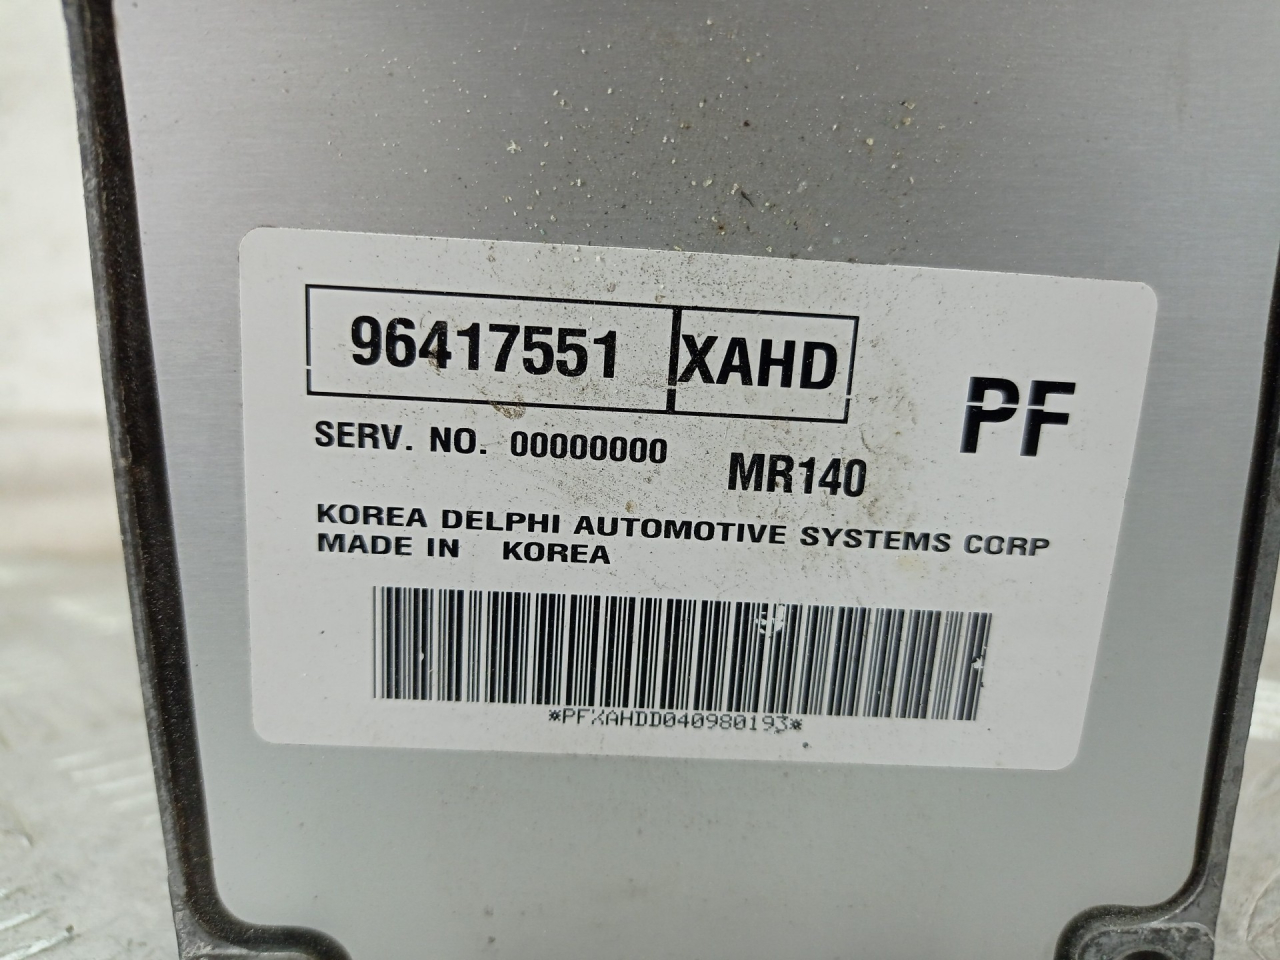 96417551 XAHD
PF
SERV. NO. 00000000 MR140
KOREA DELPHI AUTOMOTIVE SYSTEMS CORP
MADE IN KOREA
*PFXAHDD040980193*